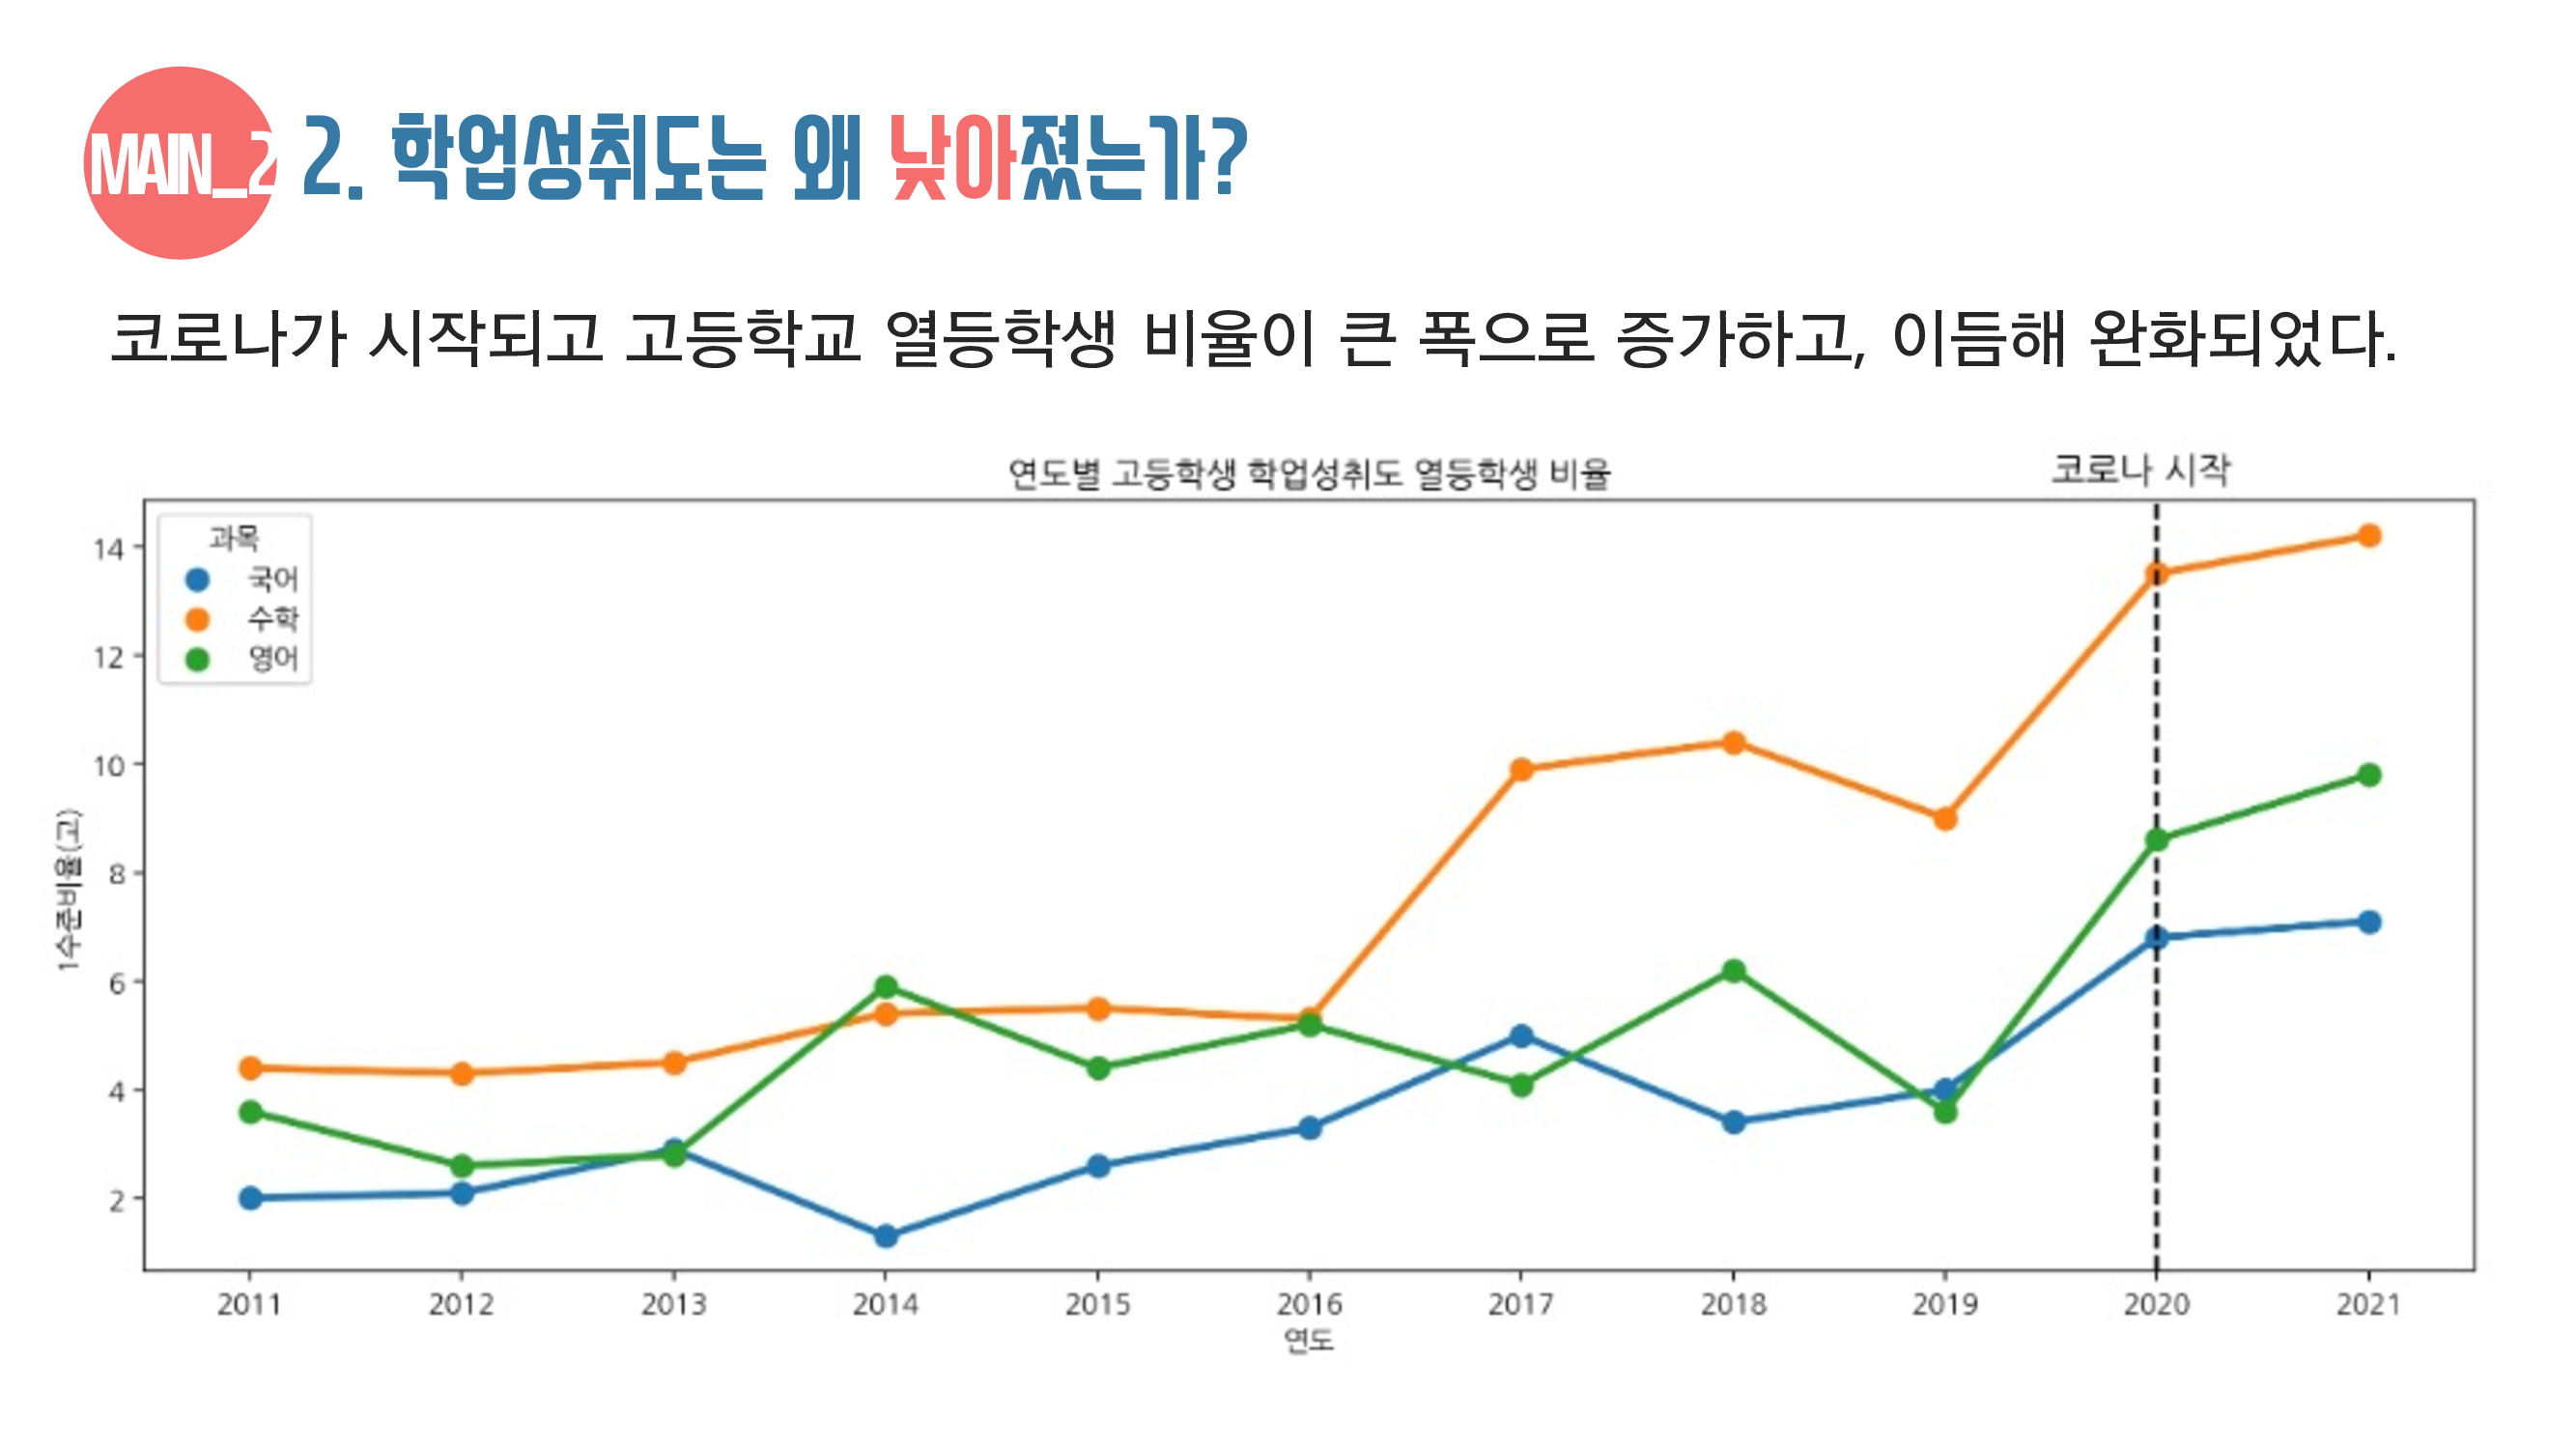 MAIN_2
2. 학업성취도는 왜 낮아졌는가?
코로나가 시작되고 고등학교 열등학생 비율이 큰 폭으로 증가하고, 이듬해 완화되었다.
연도별 고등학생 학업성취도 열등학생 비율
코로나 시작
과목
국어
수학
영어
1수준비율(고)
14
12
10
8
6
4
2
2011 2012 2013 2014 2015 2016 2017 2018 2019 2020 2021
연도